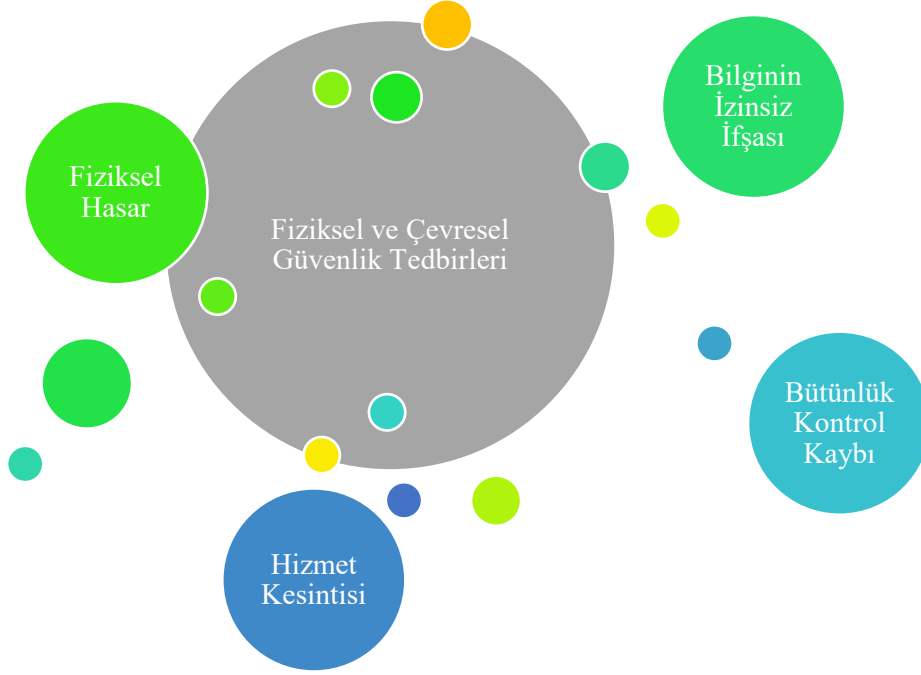 Fiziksel ve Çevresel
Güvenlik Tedbirleri
Fiziksel
Hasar
Bilginin
İzinsiz
İfşası
Bütünlük
Kontrol
Kaybı
Hizmet
Kesintisi